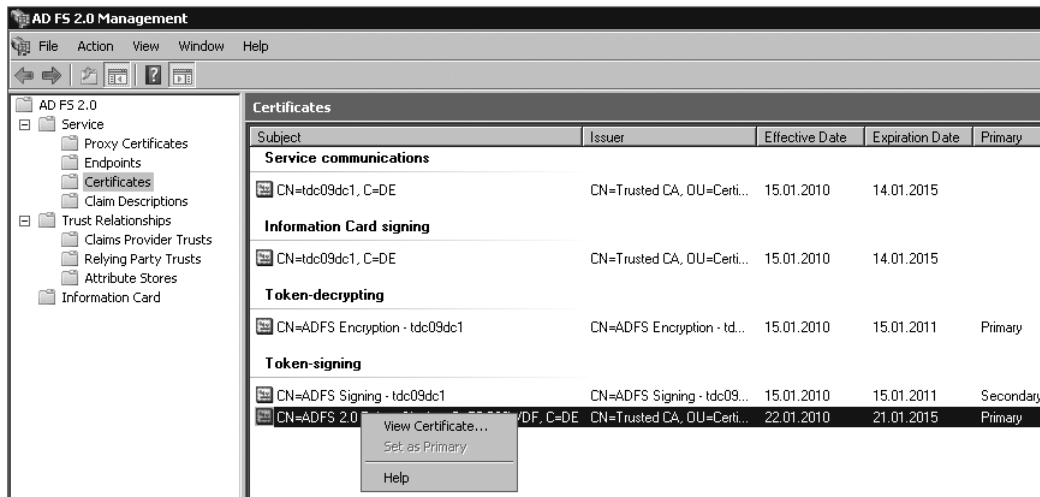 AD FS 2.0 Management
File Action View Window Help
AD FS 2.0
Service
Proxy Certificates
Endpoints
Certificates
Claim Descriptions
Trust Relationships
Claims Provider Trusts
Relying Party Trusts
Attribute Stores
Information Card
Certificates
Subject Issuer Effective Date Expiration Date Primary
Service communications
CN=tdc09dc1, C=DE CN=Trusted CA, OU=Certi... 15.01.2010 14.01.2015
Information Card signing
CN=tdc09dc1, C=DE CN=Trusted CA, OU=Certi... 15.01.2010 14.01.2015
Token-decrypting
CN=ADFS Encryption - tdc09dc1 CN=ADFS Encryption - td... 15.01.2010 15.01.2011 Primary
Token-signing
CN=ADFS Signing - tdc09dc1 CN=ADFS Signing - tdc09... 15.01.2010 15.01.2011 Secondary
CN=ADFS 2.0 /DF, C=DE CN=Trusted CA, OU=Certi... 22.01.2010 21.01.2015 Primary
View Certificate...
Set as Primary
Help